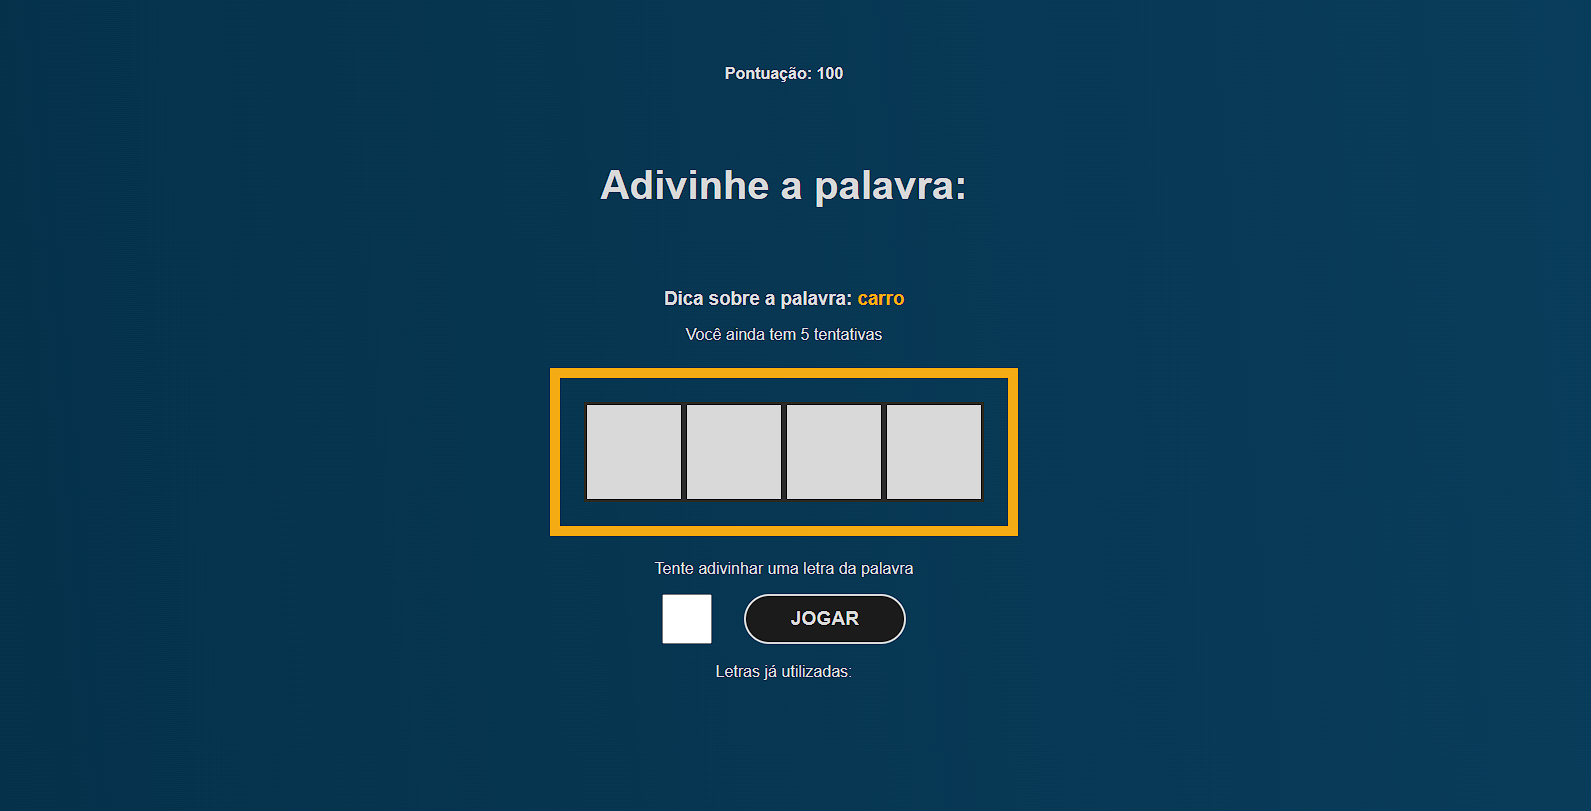 Pontuação: 100
Adivinhe a palavra:
Dica sobre a palavra: carro
Você ainda tem 5 tentativas
Tente adivinhar uma letra da palavra
JOGAR
Letras já utilizadas: